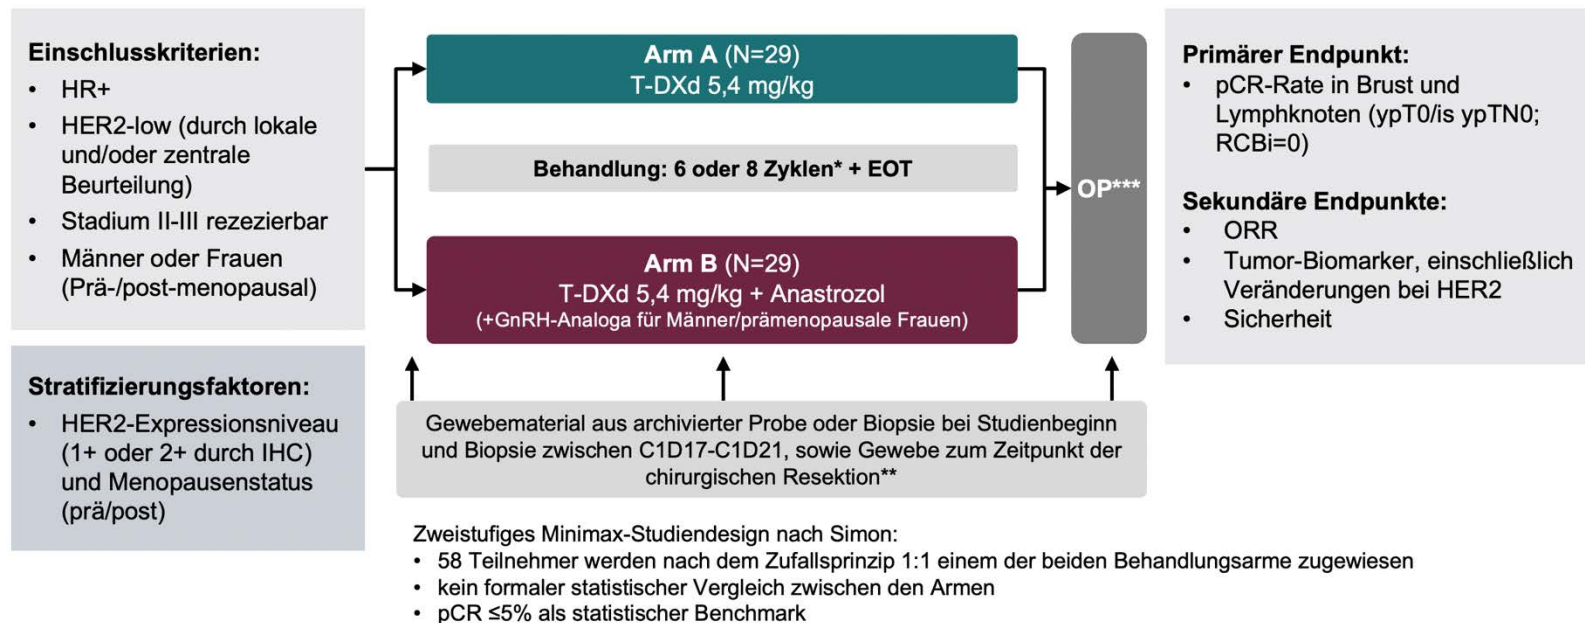 Einschlusskriterien:
• HR+
• HER2-low (durch lokale
und/oder zentrale
Beurteilung)
• Stadium II-III rezezierbar
• Männer oder Frauen
(Prä-/post-menopausal)
Stratifizierungsfaktoren:
• HER2-Expressionsniveau
(1+ oder 2+ durch IHC)
und Menopausenstatus
(prä/post)
Arm A (N=29)
T-DXd 5,4 mg/kg
Behandlung: 6 oder 8 Zyklen* + EOT
Arm B (N=29)
T-DXd 5,4 mg/kg + Anastrozol
(+GnRH-Analoga für Männer/prämenopausale Frauen)
OP***
Gewebematerial aus archivierter Probe oder Biopsie bei Studienbeginn
und Biopsie zwischen C1D17-C1D21, sowie Gewebe zum Zeitpunkt der
chirurgischen Resektion**
Primärer Endpunkt:
• pCR-Rate in Brust und
Lymphknoten (ypT0/is ypTN0;
RCBi=0)
Sekundäre Endpunkte:
• ORR
• Tumor-Biomarker, einschließlich
Veränderungen bei HER2
• Sicherheit
Zweistufiges Minimax-Studiendesign nach Simon:
• 58 Teilnehmer werden nach dem Zufallsprinzip 1:1 einem der beiden Behandlungsarme zugewiesen
• kein formaler statistischer Vergleich zwischen den Armen
• pCR ≤5% als statistischer Benchmark